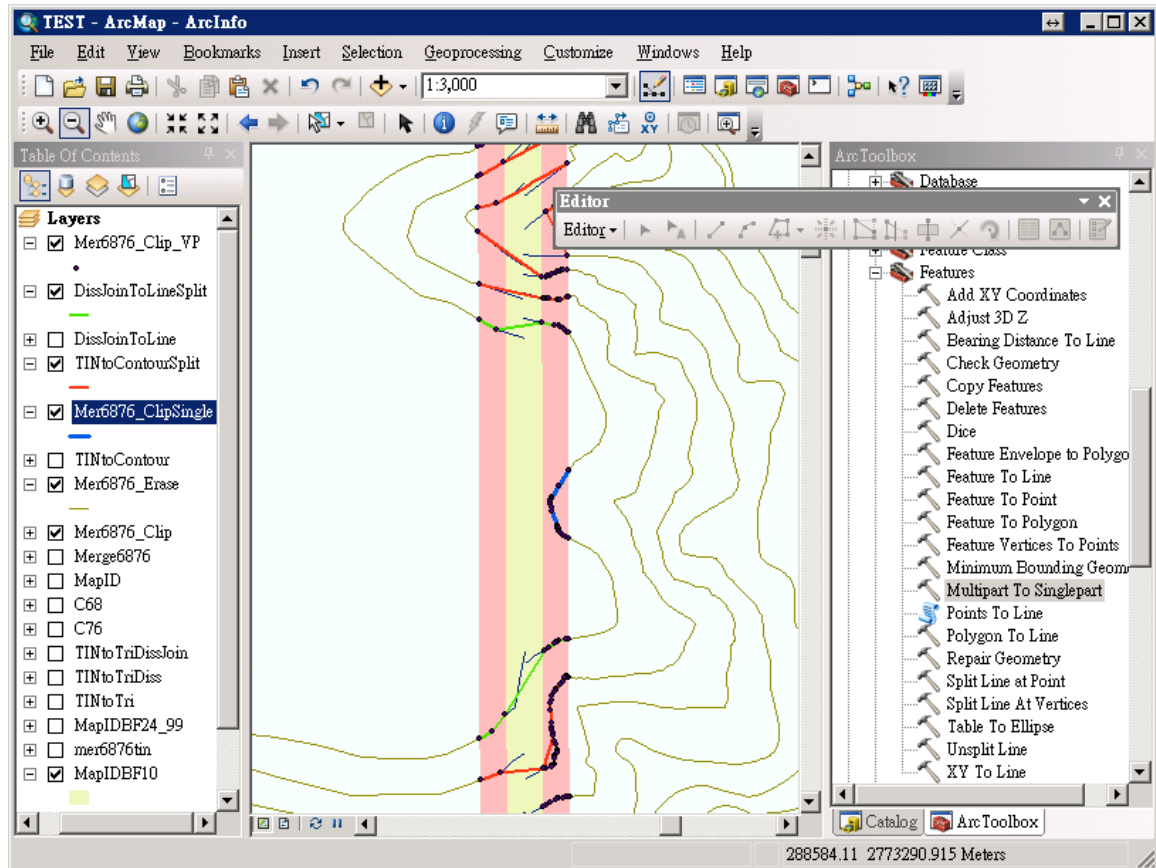 TEST - ArcMap - ArcInfo
File Edit View Bookmarks Insert Selection Geoprocessing Customize Windows Help
1:3,000
Table Of Contents
Layers
Mer6876_Clip_VP
DissJoinToLineSplit
DissJoinToLine
TINtoContourSplit
Mer6876_ClipSingle
TINtoContour
Mer6876_Erase
Mer6876_Clip
Merge6876
MapID
C68
C76
TINtoTriDissJoin
TINtoTriDiss
TINtoTri
MapIDBF24_99
mer6876tin
MapIDBF10
Editor
Editor
ArcToolbox
Database
Feature Class
Features
Add XY Coordinates
Adjust 3D Z
Bearing Distance To Line
Check Geometry
Copy Features
Delete Features
Dice
Feature Envelope to Polygo
Feature To Line
Feature To Point
Feature To Polygon
Feature Vertices To Points
Minimum Bounding Geom
Multipart To Singlepart
Points To Line
Polygon To Line
Repair Geometry
Split Line at Point
Split Line At Vertices
Table To Ellipse
Unsplit Line
XY To Line
Catalog ArcToolbox
288584.11 2773290.915 Meters